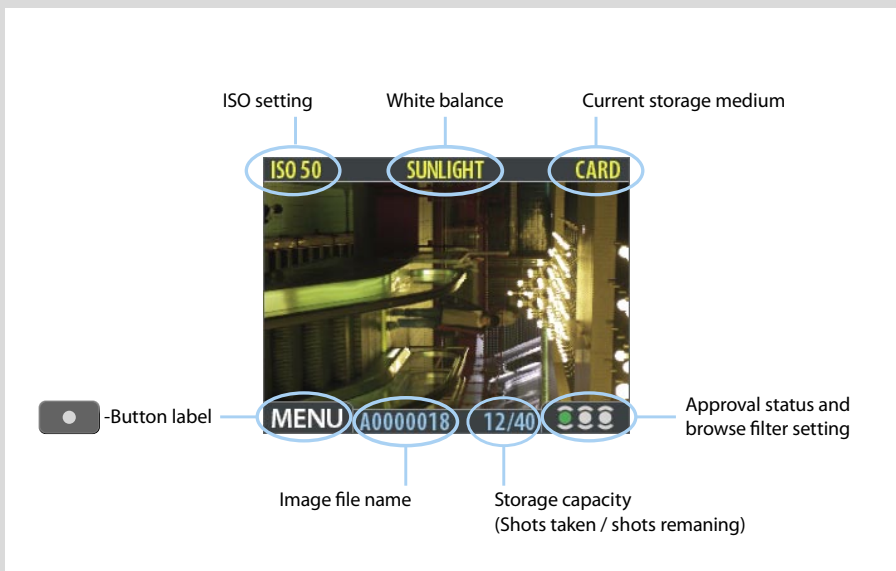 ISO setting
White balance
Current storage medium
ISO 50
SUNLIGHT
CARD
-Button label
MENU
A0000018
12/40
Approval status and
browse filter setting
Image file name
Storage capacity
(Shots taken / shots remaning)